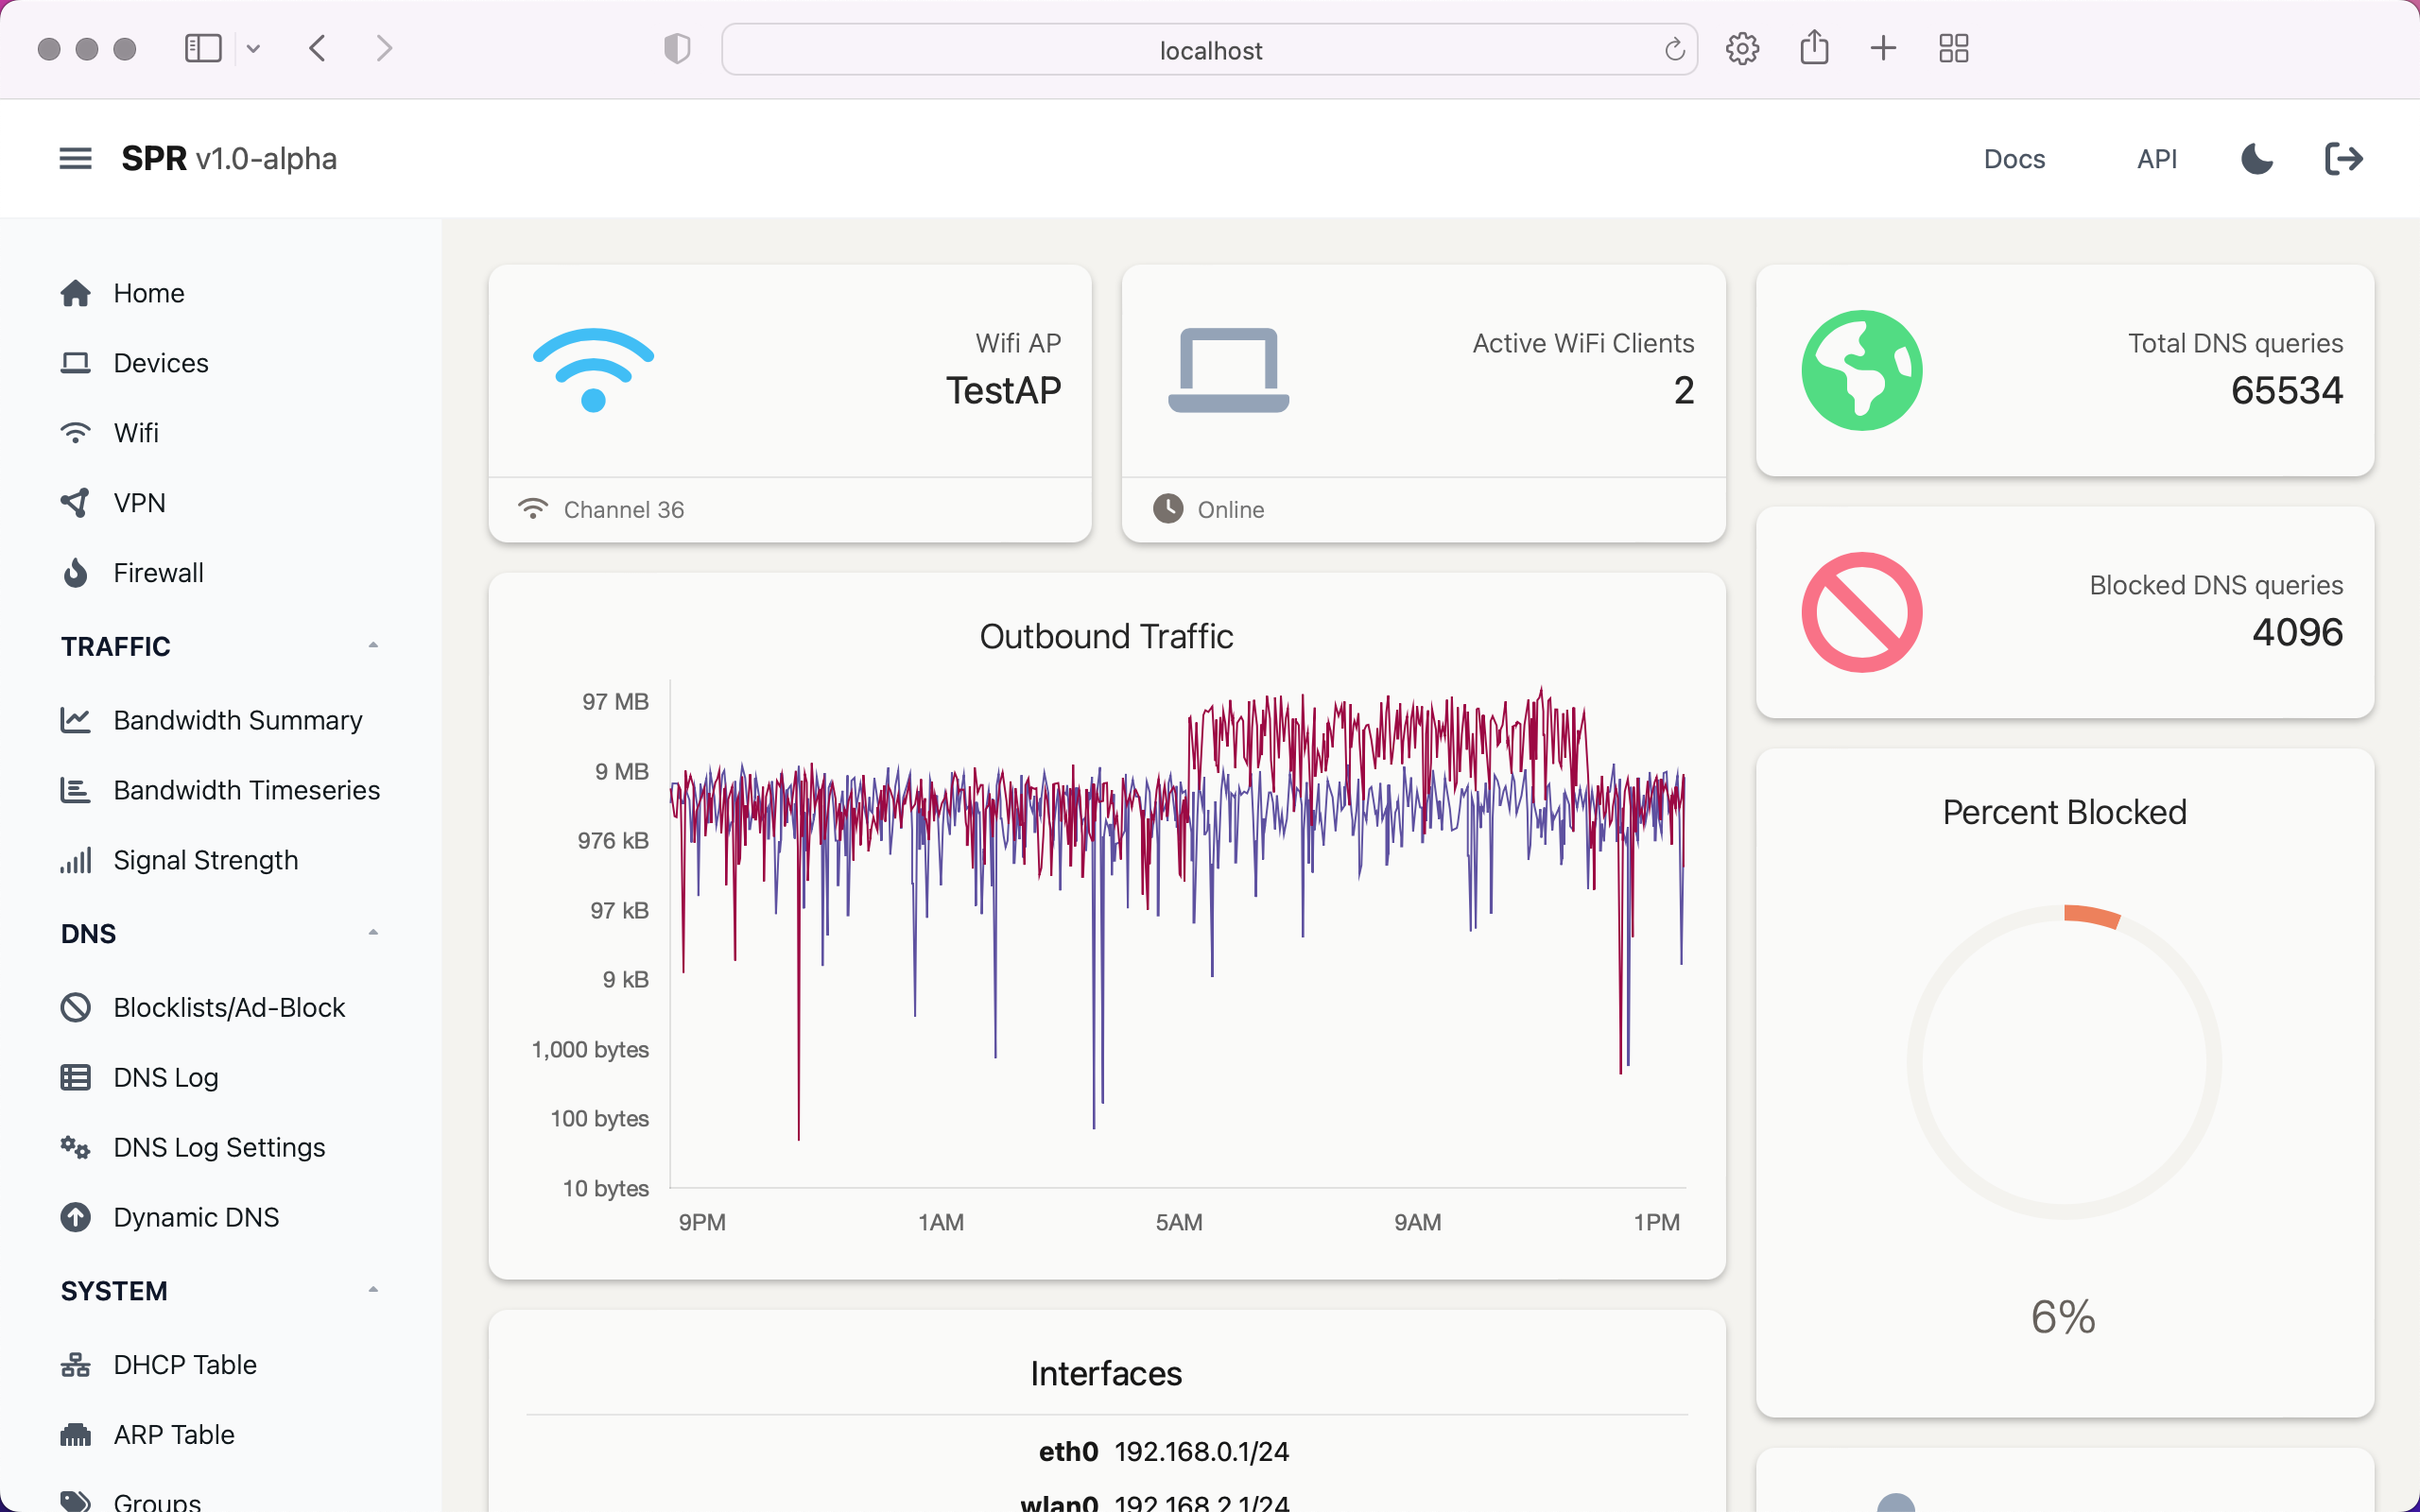 localhost
SPR v1.0-alpha
Docs
API
Home
Devices
Wifi
VPN
Firewall
TRAFFIC
Bandwidth Summary
Bandwidth Timeseries
Signal Strength
DNS
Blocklists/Ad-Block
DNS Log
DNS Log Settings
Dynamic DNS
SYSTEM
DHCP Table
ARP Table
Groups
Wifi AP
TestAP
Channel 36
Active WiFi Clients
2
Online
Total DNS queries
65534
Blocked DNS queries
4096
Outbound Traffic
97 MB
9 MB
976 kB
97 kB
9 kB
1,000 bytes
100 bytes
10 bytes
9PM 1AM 5AM 9AM 1PM
Percent Blocked
6%
Interfaces
eth0 192.168.0.1/24
wlan0 192.168.2.1/24